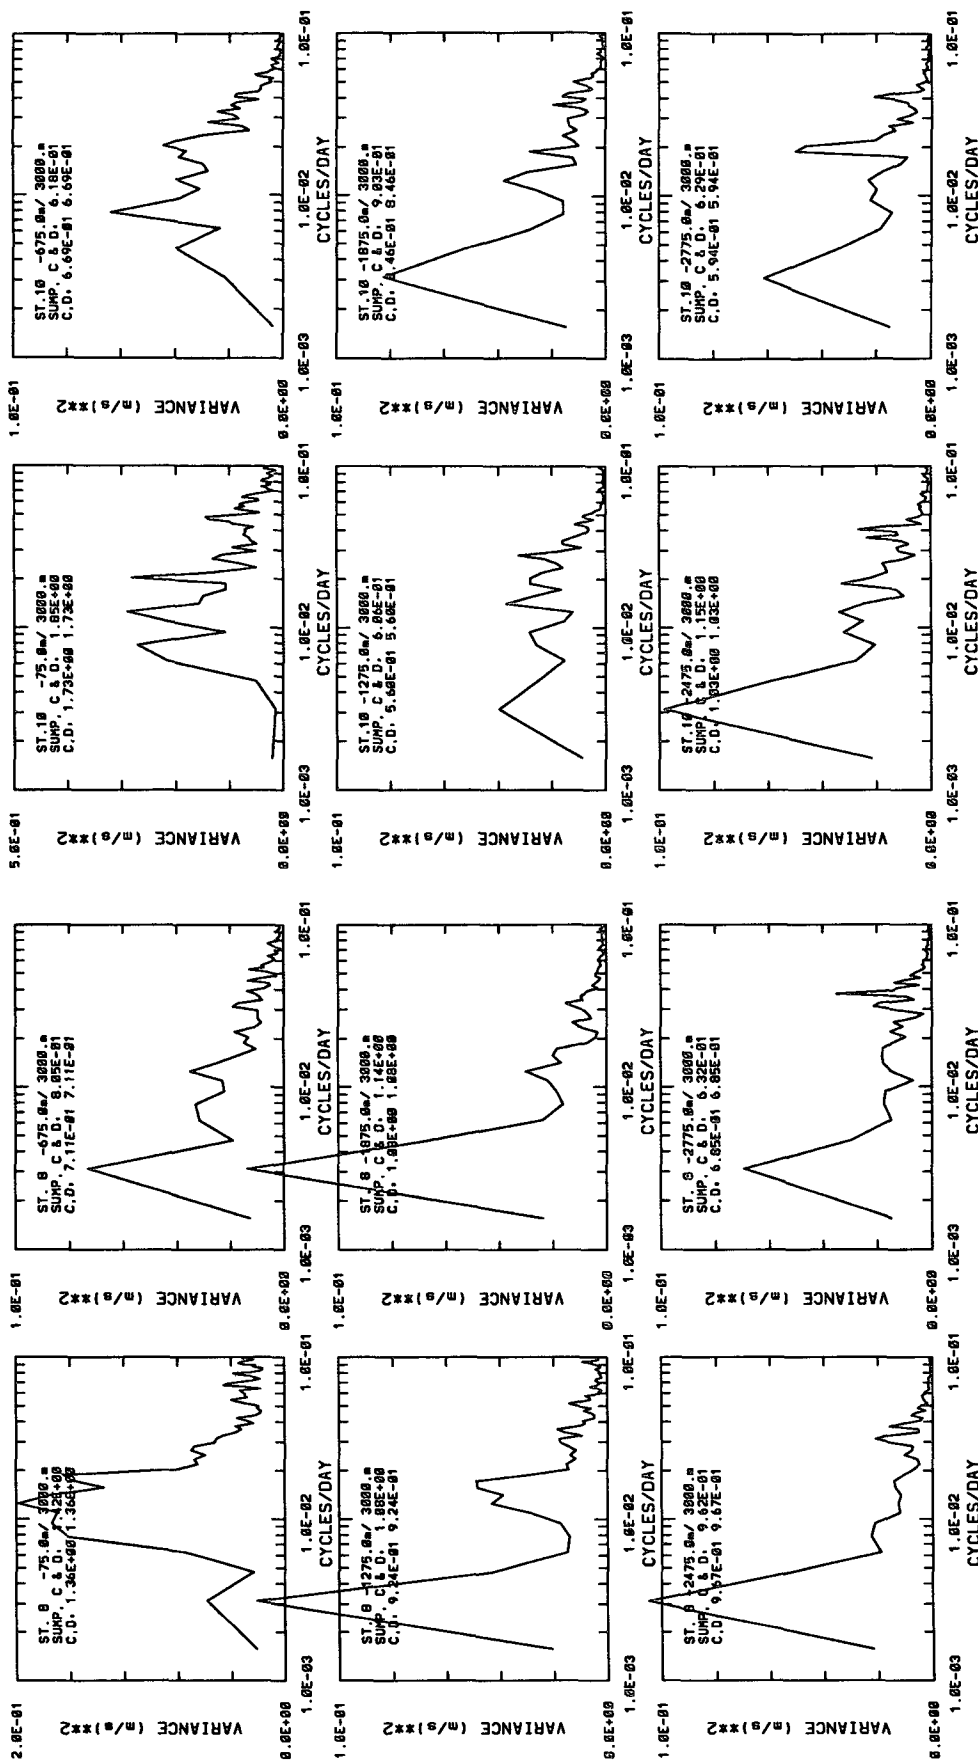 2.0E-01
VARIANCE (m/s)**2
0.0E+00
ST. 8 -75.0m/ 3000.m
SUMP, C & D:
C,D: 1.36E+00 1.36E+00
1.0E-03 1.0E-02 1.0E-01
CYCLES/DAY
1.0E-01
VARIANCE (m/s)**2
0.0E+00
ST. 8 -675.0m/ 3000.m
SUMP, C & D: 8.05E-01
C,D: 7.11E-01 7.11E-01
1.0E-03 1.0E-02 1.0E-01
CYCLES/DAY
5.0E-01
VARIANCE (m/s)**2
0.0E+00
ST.10 -75.0m/ 3000.m
SUMP, C & D: 1.85E+00
C,D: 1.73E+00 1.73E+00
1.0E-03 1.0E-02 1.0E-01
CYCLES/DAY
1.0E-01
VARIANCE (m/s)**2
0.0E+00
ST.10 -675.0m/ 3000.m
SUMP, C & D: 6.18E-01
C,D: 6.69E-01 6.69E-01
1.0E-03 1.0E-02 1.0E-01
CYCLES/DAY
1.0E-01
VARIANCE (m/s)**2
0.0E+00
ST. 8 -1275.0m/ 3000.m
SUMP, C & D: 1.08E+00
C,D: 9.24E-01 9.24E-01
1.0E-03 1.0E-02 1.0E-01
CYCLES/DAY
1.0E-01
VARIANCE (m/s)**2
0.0E+00
ST. 8 -1875.0m/ 3000.m
SUMP, C & D: 1.14E+00
C,D: 1.08E+00 1.08E+00
1.0E-03 1.0E-02 1.0E-01
CYCLES/DAY
1.0E-01
VARIANCE (m/s)**2
0.0E+00
ST.10 -1275.0m/ 3000.m
SUMP, C & D: 6.06E-01
C,D: 5.60E-01 5.60E-01
1.0E-03 1.0E-02 1.0E-01
CYCLES/DAY
1.0E-01
VARIANCE (m/s)**2
0.0E+00
ST.10 -1875.0m/ 3000.m
SUMP, C & D: 9.03E-01
C,D: 8.46E-01 8.46E-01
1.0E-03 1.0E-02 1.0E-01
CYCLES/DAY
1.0E-01
VARIANCE (m/s)**2
0.0E+00
ST. 8 -2475.0m/ 3000.m
SUMP, C & D: 9.62E-01
C,D: 9.67E-01 9.67E-01
1.0E-03 1.0E-02 1.0E-01
CYCLES/DAY
1.0E-01
VARIANCE (m/s)**2
0.0E+00
ST. 8 -2775.0m/ 3000.m
SUMP, C & D: 6.32E-01
C,D: 6.85E-01 6.85E-01
1.0E-03 1.0E-02 1.0E-01
CYCLES/DAY
1.0E-01
VARIANCE (m/s)**2
0.0E+00
ST.10 -2475.0m/ 3000.m
SUMP, C & D: 1.15E+00
C,D: 1.03E+00 1.03E+00
1.0E-03 1.0E-02 1.0E-01
CYCLES/DAY
1.0E-01
VARIANCE (m/s)**2
0.0E+00
ST.10 -2775.0m/ 3000.m
SUMP, C & D: 6.29E-01
C,D: 5.94E-01 5.94E-01
1.0E-03 1.0E-02 1.0E-01
CYCLES/DAY